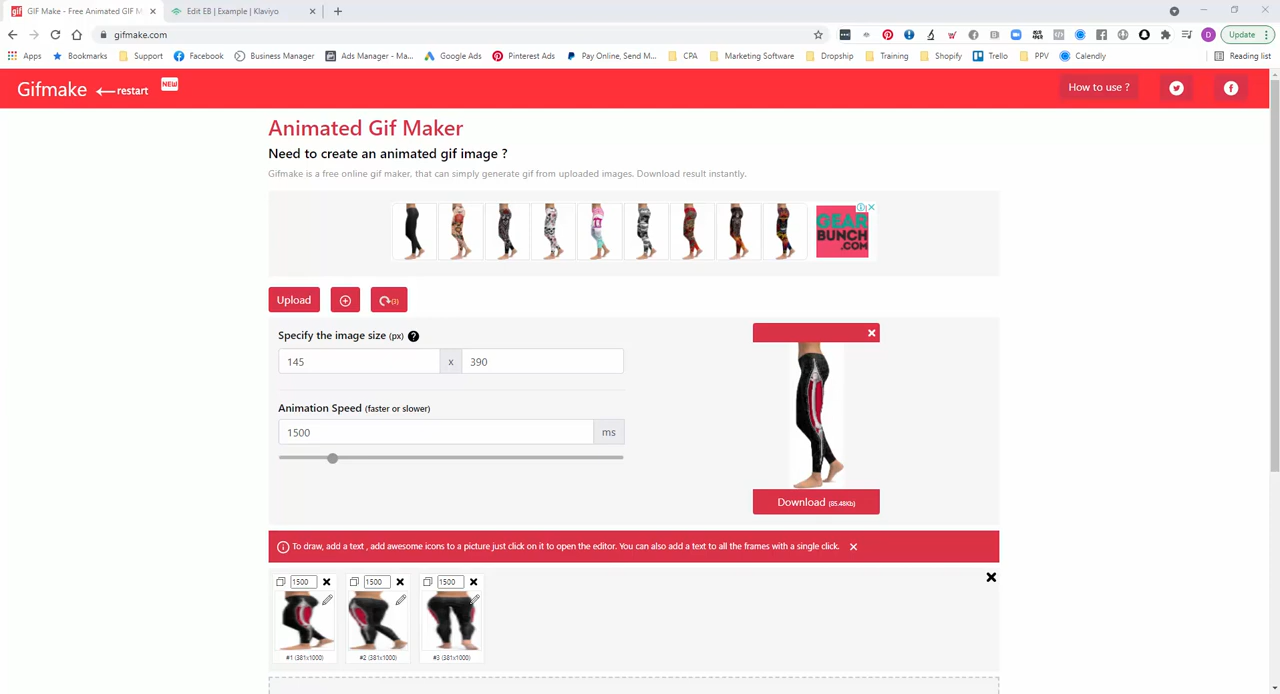 GIF Make - Free Animated GIF M
Edit EB | Example | Klaviyo
gifmake.com
Update
Apps
Bookmarks
Support
Facebook
Business Manager
Ads Manager - Ma...
Google Ads
Pinterest Ads
Pay Online, Send M...
CPA
Marketing Software
Dropship
Training
Shopify
Trello
PPV
Calendly
Reading list
Gifmake
restart
NEW
How to use ?
Animated Gif Maker
Need to create an animated gif image ?
Gifmake is a free online gif maker, that can simply generate gif from uploaded images. Download result instantly.
GEAR
BUNCH
.COM
Upload
(3)
Specify the image size (px) ?
145 x 390
Animation Speed (faster or slower)
1500 ms
Download (85.48Kb)
To draw, add a text , add awesome icons to a picture just click on it to open the editor. You can also add a text to all the frames with a single click.
1500
1500
1500
#1 (381x1000)
#2 (381x1000)
#3 (381x1000)